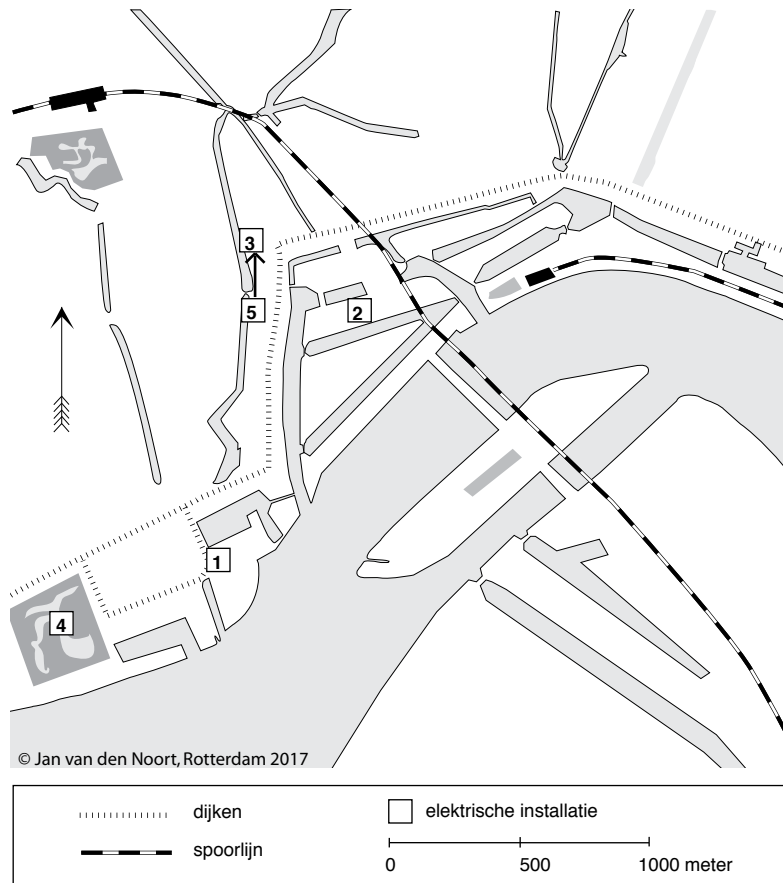 3
5
2
1
4
© Jan van den Noort, Rotterdam 2017
dijken
elektrische installatie
spoorlijn
0 500 1000 meter